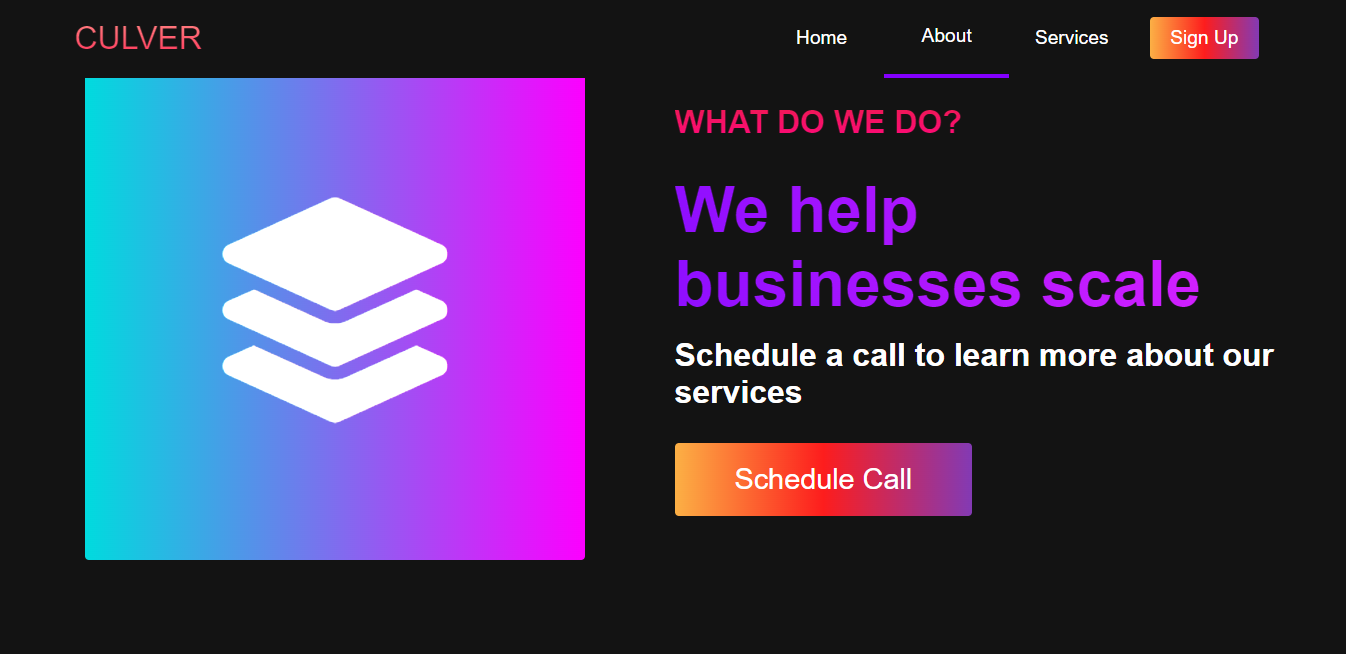 CULVER
Home
About
Services
Sign Up
WHAT DO WE DO?
We help
businesses scale
Schedule a call to learn more about our
services
Schedule Call